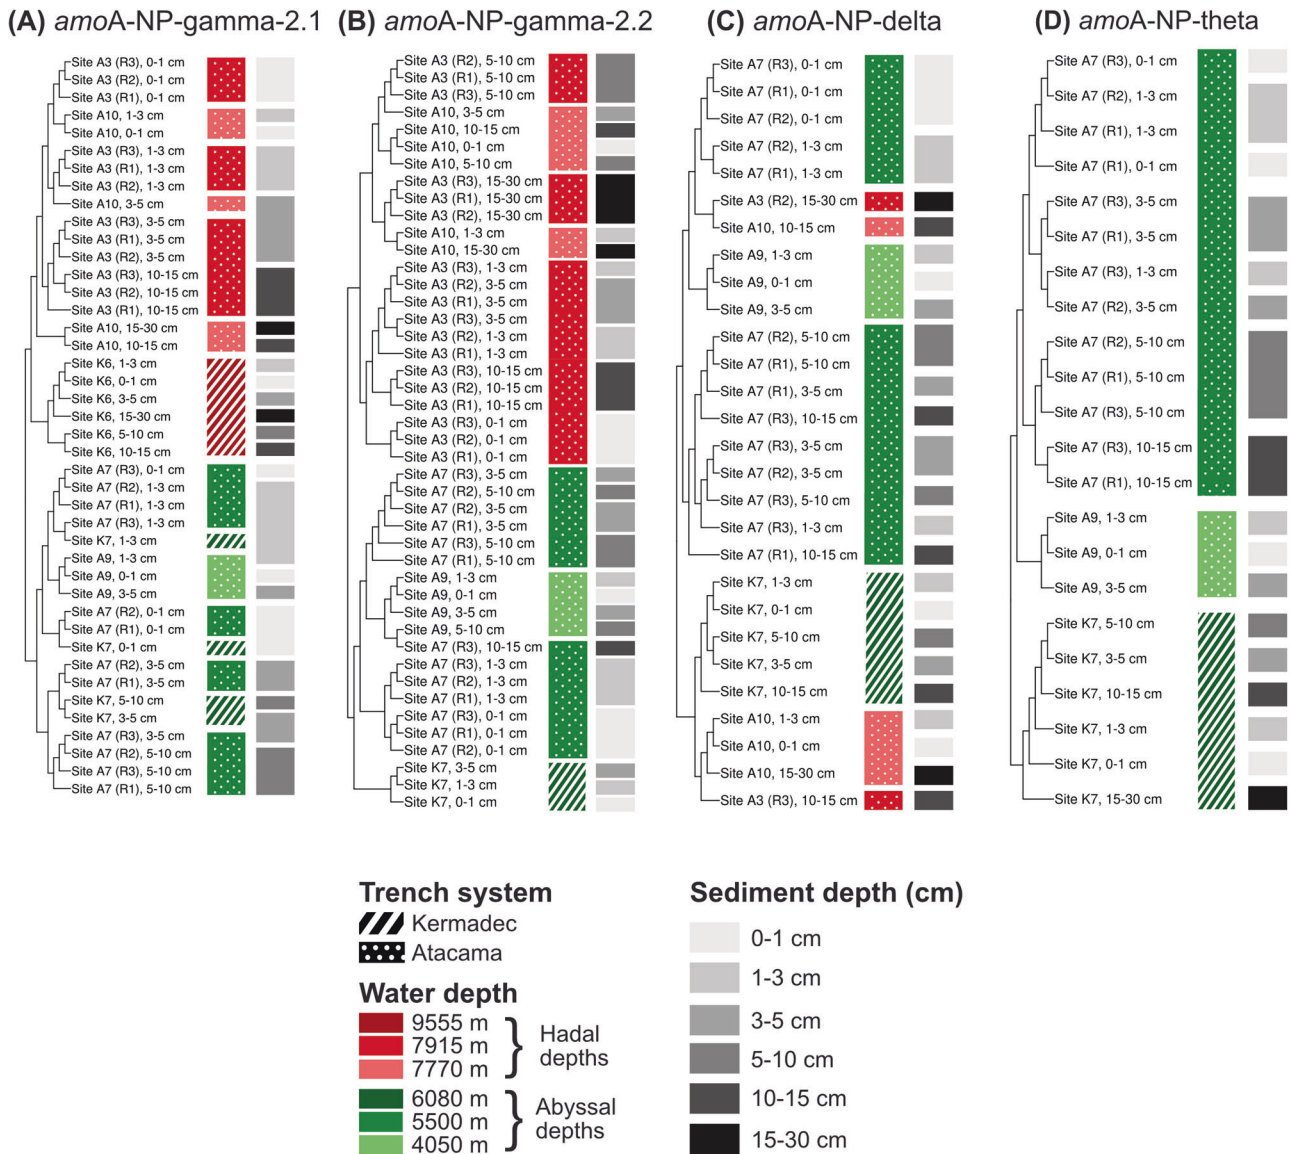 (A) amoA-NP-gamma-2.1
Site A3 (R3), 0-1 cm
Site A3 (R2), 0-1 cm
Site A3 (R1), 0-1 cm
Site A10, 1-3 cm
Site A10, 0-1 cm
Site A3 (R3), 1-3 cm
Site A3 (R1), 1-3 cm
Site A3 (R2), 1-3 cm
Site A10, 3-5 cm
Site A3 (R3), 3-5 cm
Site A3 (R1), 3-5 cm
Site A3 (R2), 3-5 cm
Site A3 (R3), 10-15 cm
Site A3 (R2), 10-15 cm
Site A3 (R1), 10-15 cm
Site A10, 15-30 cm
Site A10, 10-15 cm
Site K6, 1-3 cm
Site K6, 0-1 cm
Site K6, 3-5 cm
Site K6, 15-30 cm
Site K6, 5-10 cm
Site K6, 10-15 cm
Site A7 (R3), 0-1 cm
Site A7 (R2), 1-3 cm
Site A7 (R1), 1-3 cm
Site A7 (R3), 1-3 cm
Site K7, 1-3 cm
Site A9, 1-3 cm
Site A9, 0-1 cm
Site A9, 3-5 cm
Site A7 (R2), 0-1 cm
Site A7 (R1), 0-1 cm
Site K7, 0-1 cm
Site A7 (R2), 3-5 cm
Site A7 (R1), 3-5 cm
Site K7, 5-10 cm
Site K7, 3-5 cm
Site A7 (R3), 3-5 cm
Site A7 (R2), 5-10 cm
Site A7 (R3), 5-10 cm
Site A7 (R1), 5-10 cm
(B) amoA-NP-gamma-2.2
Site A3 (R2), 5-10 cm
Site A3 (R1), 5-10 cm
Site A3 (R3), 5-10 cm
Site A10, 3-5 cm
Site A10, 10-15 cm
Site A10, 0-1 cm
Site A10, 5-10 cm
Site A3 (R3), 15-30 cm
Site A3 (R1), 15-30 cm
Site A3 (R2), 15-30 cm
Site A10, 1-3 cm
Site A10, 15-30 cm
Site A3 (R3), 1-3 cm
Site A3 (R2), 3-5 cm
Site A3 (R1), 3-5 cm
Site A3 (R3), 3-5 cm
Site A3 (R2), 1-3 cm
Site A3 (R1), 1-3 cm
Site A3 (R3), 10-15 cm
Site A3 (R2), 10-15 cm
Site A3 (R1), 10-15 cm
Site A3 (R3), 0-1 cm
Site A3 (R2), 0-1 cm
Site A3 (R1), 0-1 cm
Site A7 (R3), 3-5 cm
Site A7 (R2), 5-10 cm
Site A7 (R2), 3-5 cm
Site A7 (R1), 3-5 cm
Site A7 (R3), 5-10 cm
Site A7 (R1), 5-10 cm
Site A9, 1-3 cm
Site A9, 0-1 cm
Site A9, 3-5 cm
Site A9, 5-10 cm
Site A7 (R3), 10-15 cm
Site A7 (R3), 1-3 cm
Site A7 (R2), 1-3 cm
Site A7 (R1), 1-3 cm
Site A7 (R3), 0-1 cm
Site A7 (R1), 0-1 cm
Site A7 (R2), 0-1 cm
Site K7, 3-5 cm
Site K7, 1-3 cm
Site K7, 0-1 cm
(C) amoA-NP-delta
Site A7 (R3), 0-1 cm
Site A7 (R1), 0-1 cm
Site A7 (R2), 0-1 cm
Site A7 (R2), 1-3 cm
Site A7 (R1), 1-3 cm
Site A3 (R2), 15-30 cm
Site A10, 10-15 cm
Site A9, 1-3 cm
Site A9, 0-1 cm
Site A9, 3-5 cm
Site A7 (R2), 5-10 cm
Site A7 (R1), 5-10 cm
Site A7 (R1), 3-5 cm
Site A7 (R3), 10-15 cm
Site A7 (R3), 3-5 cm
Site A7 (R2), 3-5 cm
Site A7 (R3), 5-10 cm
Site A7 (R3), 1-3 cm
Site A7 (R1), 10-15 cm
Site K7, 1-3 cm
Site K7, 0-1 cm
Site K7, 5-10 cm
Site K7, 3-5 cm
Site K7, 10-15 cm
Site A10, 1-3 cm
Site A10, 0-1 cm
Site A10, 15-30 cm
Site A3 (R3), 10-15 cm
(D) amoA-NP-theta
Site A7 (R3), 0-1 cm
Site A7 (R2), 1-3 cm
Site A7 (R1), 1-3 cm
Site A7 (R1), 0-1 cm
Site A7 (R3), 3-5 cm
Site A7 (R1), 3-5 cm
Site A7 (R3), 1-3 cm
Site A7 (R2), 3-5 cm
Site A7 (R2), 5-10 cm
Site A7 (R1), 5-10 cm
Site A7 (R3), 5-10 cm
Site A7 (R3), 10-15 cm
Site A7 (R1), 10-15 cm
Site A9, 1-3 cm
Site A9, 0-1 cm
Site A9, 3-5 cm
Site K7, 5-10 cm
Site K7, 3-5 cm
Site K7, 10-15 cm
Site K7, 1-3 cm
Site K7, 0-1 cm
Site K7, 15-30 cm
Trench system
Kermadec
Atacama
Water depth
9555 m
7915 m
7770 m
Hadal
depths
6080 m
5500 m
4050 m
Abyssal
depths
Sediment depth (cm)
0-1 cm
1-3 cm
3-5 cm
5-10 cm
10-15 cm
15-30 cm